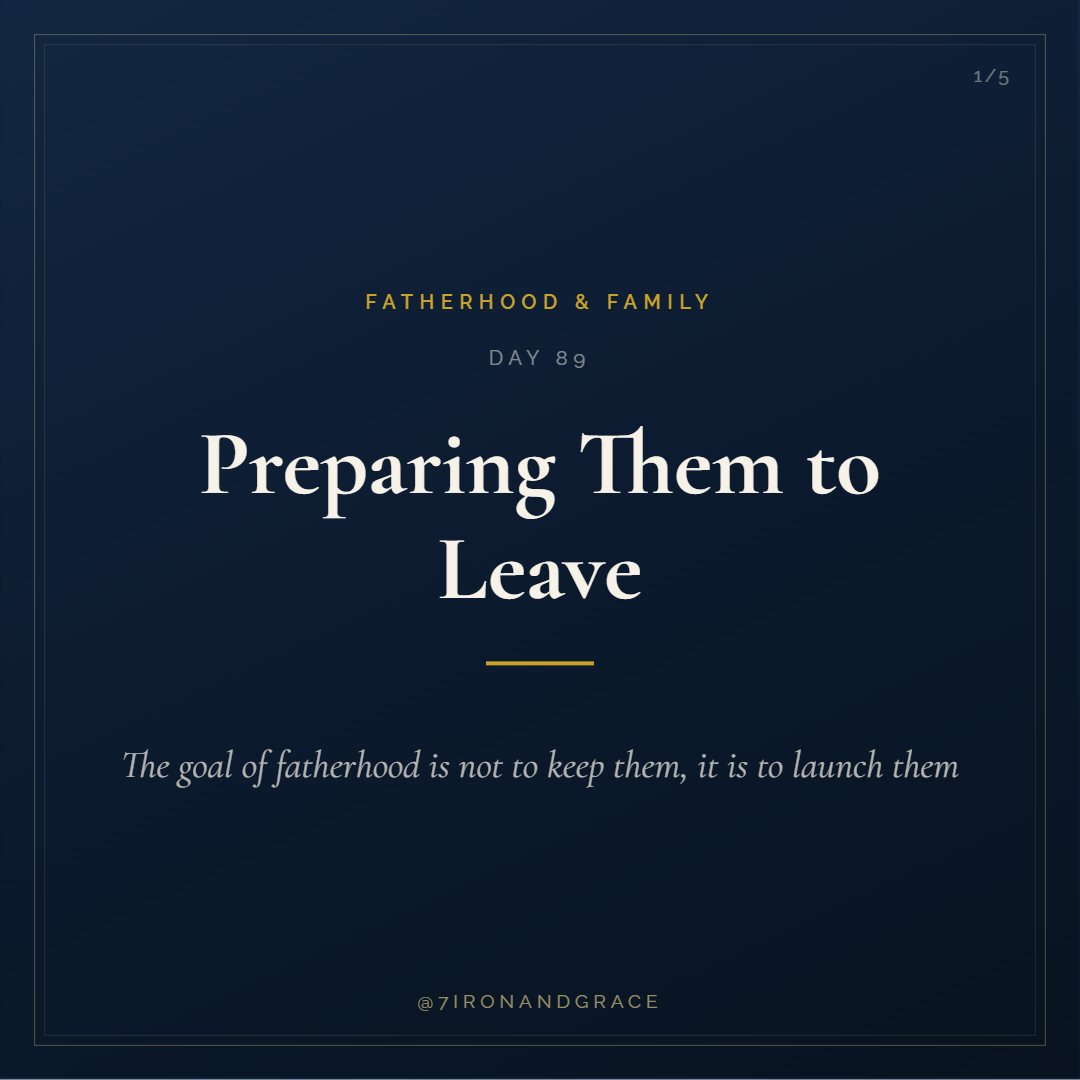 1/5
FATHERHOOD & FAMILY
DAY 89
Preparing Them to
Leave
The goal of fatherhood is not to keep them, it is to launch them
@7IRONANDGRACE